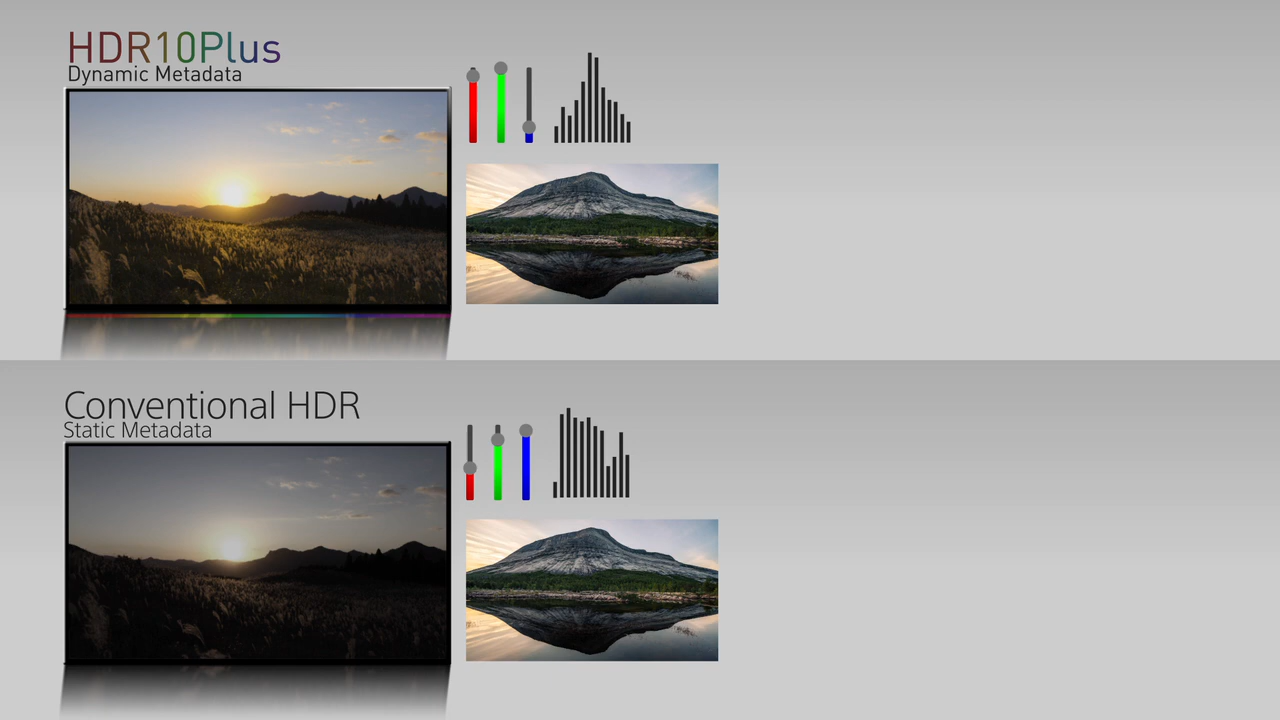 HDR10Plus
Dynamic Metadata
Conventional HDR
Static Metadata